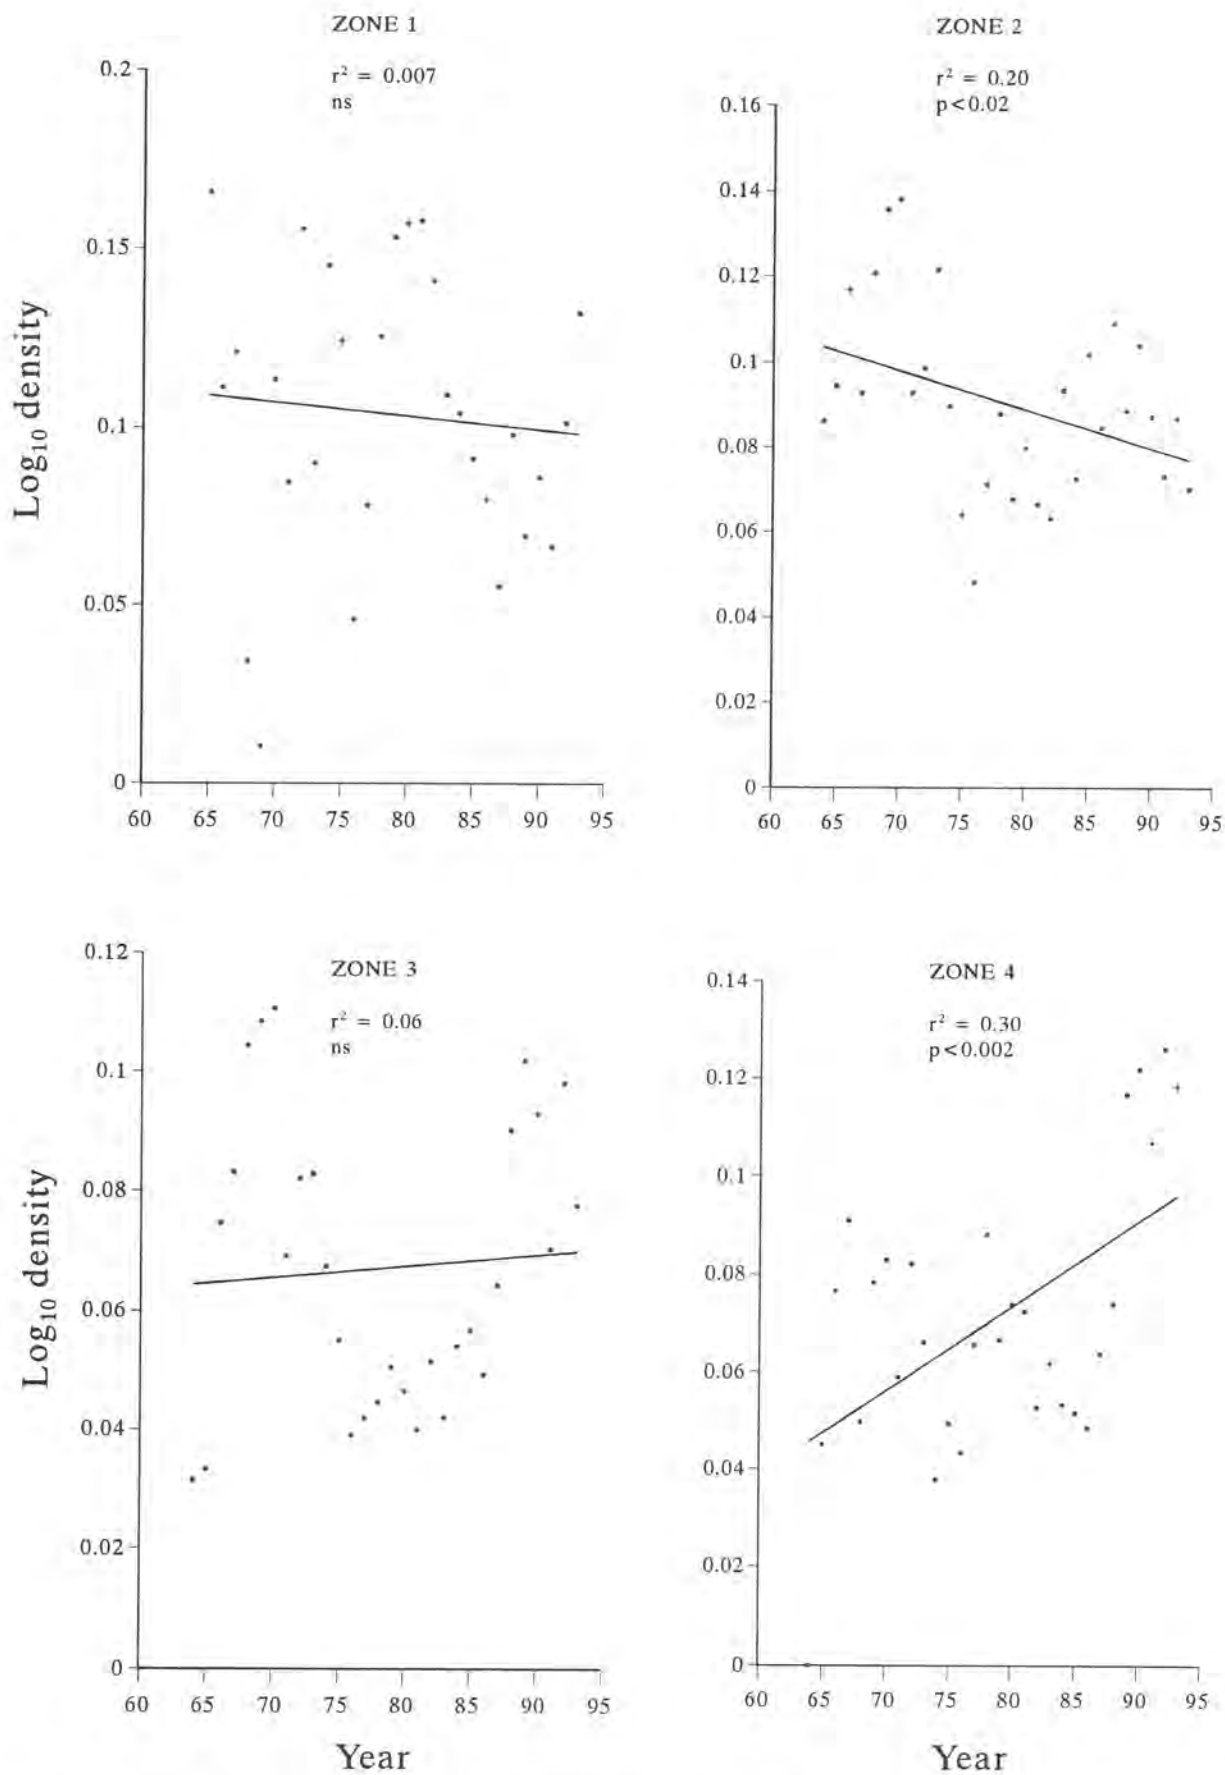 ZONE 1
r² = 0.007
ns
0.2
0.15
0.1
0.05
0
Log₁₀ density
60 65 70 75 80 85 90 95
ZONE 2
r² = 0.20
p<0.02
0.16
0.14
0.12
0.1
0.08
0.06
0.04
0.02
0
60 65 70 75 80 85 90 95
ZONE 3
r² = 0.06
ns
0.12
0.1
0.08
0.06
0.04
0.02
0
Log₁₀ density
60 65 70 75 80 85 90 95
Year
ZONE 4
r² = 0.30
p<0.002
0.14
0.12
0.1
0.08
0.06
0.04
0.02
0
60 65 70 75 80 85 90 95
Year